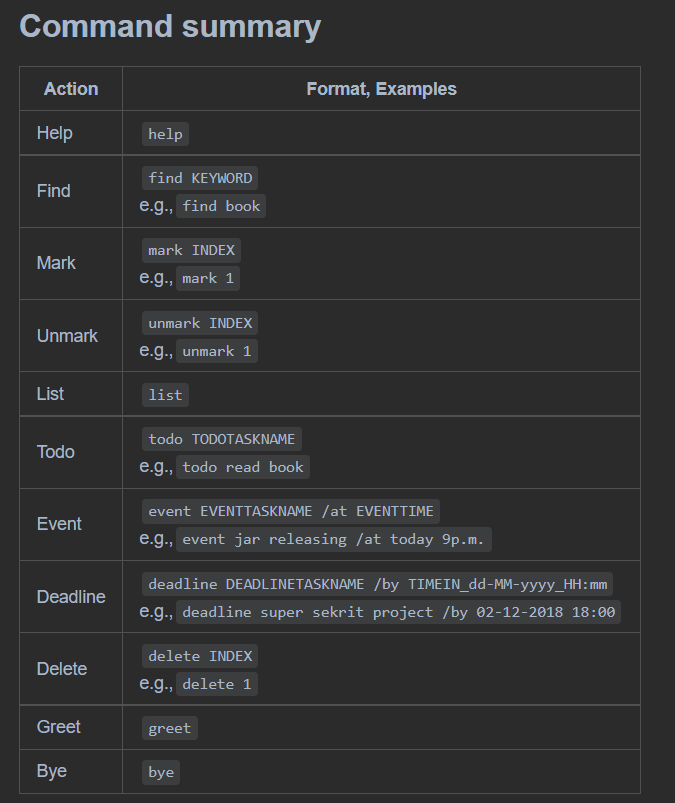 Command summary
Action Format, Examples
Help help
Find find KEYWORD
e.g., find book
Mark mark INDEX
e.g., mark 1
Unmark unmark INDEX
e.g., unmark 1
List list
Todo todo TODOTASKNAME
e.g., todo read book
Event event EVENTTASKNAME /at EVENTTIME
e.g., event jar releasing /at today 9p.m.
Deadline deadline DEADLINETASKNAME /by TIMEIN_dd-MM-yyyy_HH:mm
e.g., deadline super sekrit project /by 02-12-2018 18:00
Delete delete INDEX
e.g., delete 1
Greet greet
Bye bye